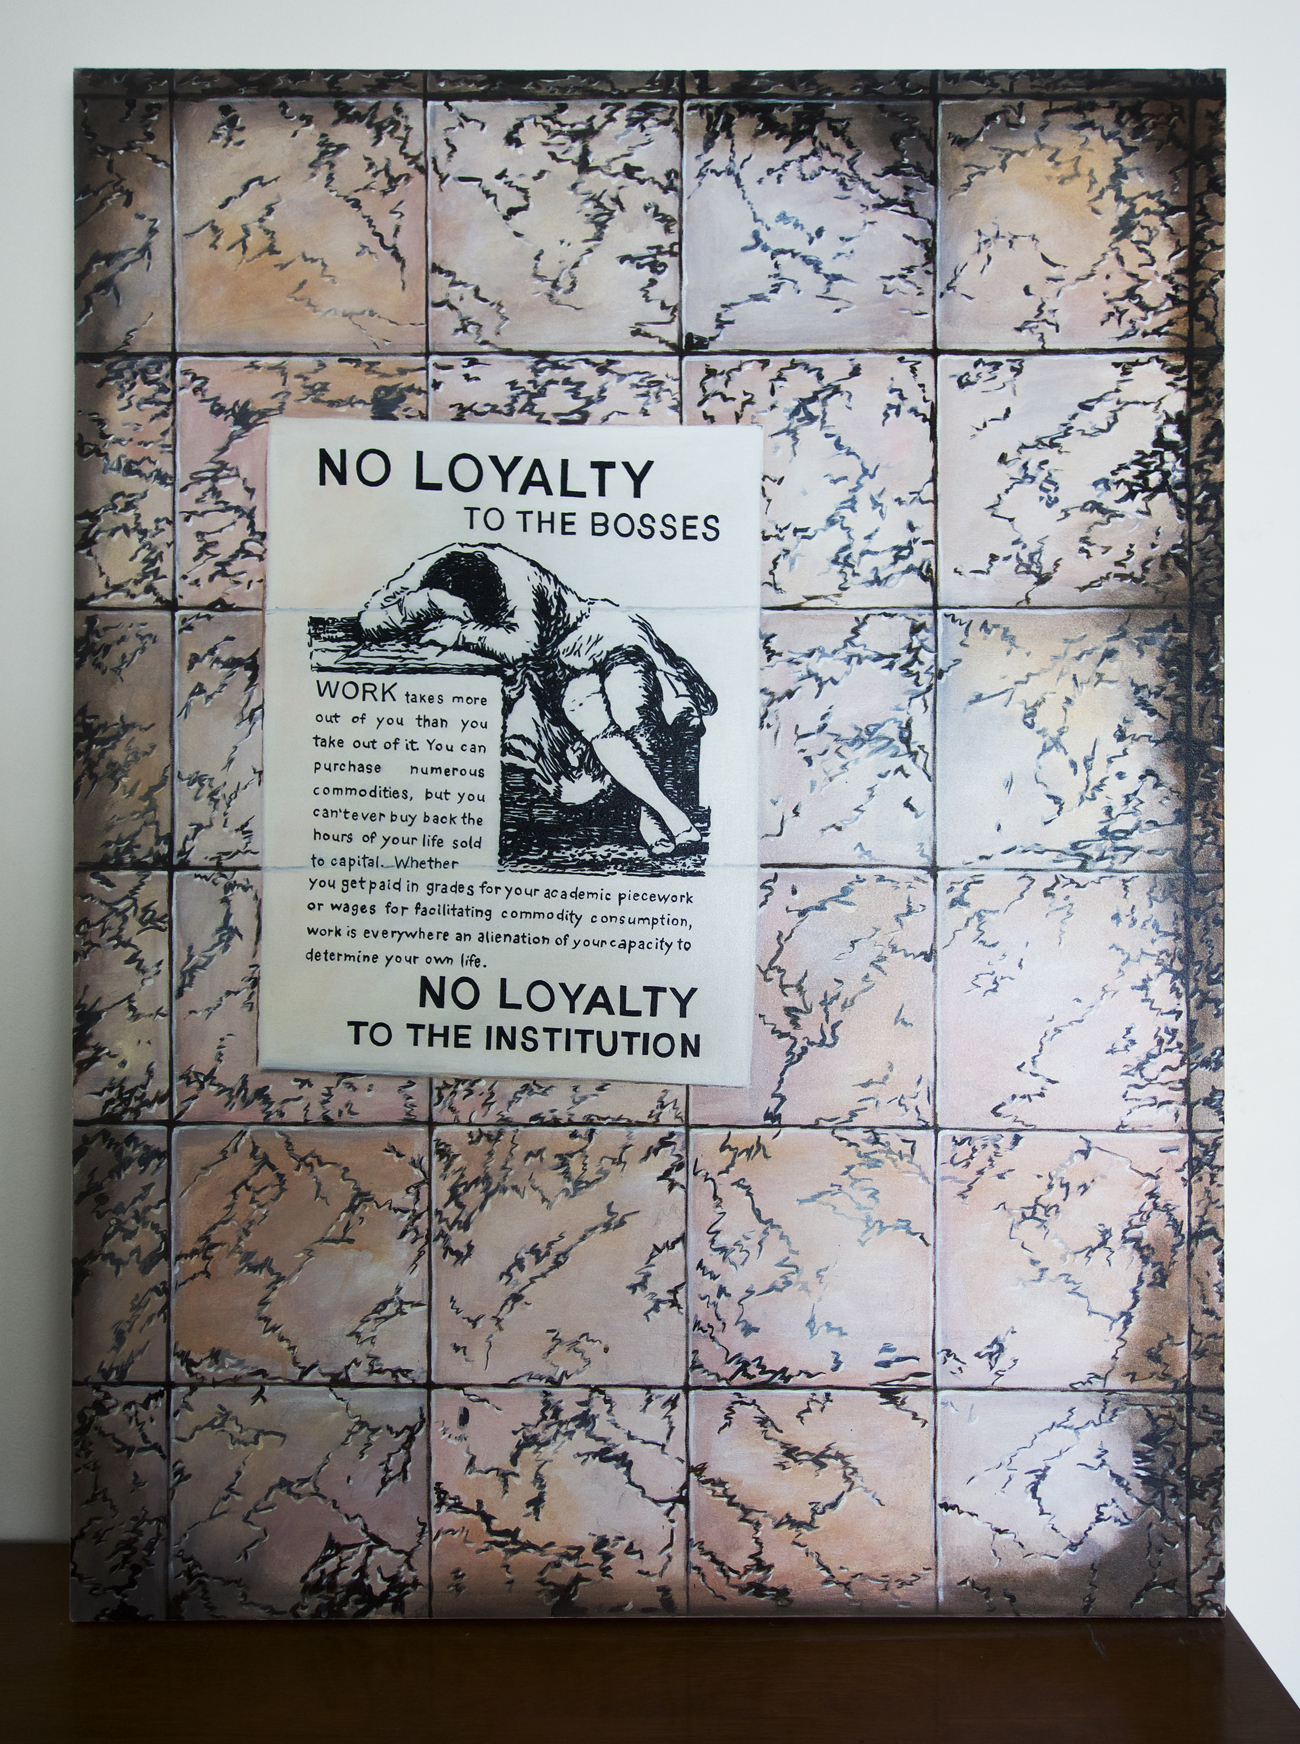 NO LOYALTY
TO THE BOSSES
WORK takes more
out of you than you
take out of it. You can
purchase numerous
commodities, but you
can't ever buy back the
hours of your life sold
to capital. Whether
you get paid in grades for your academic piecework
or wages for facilitating commodity consumption,
work is everywhere an alienation of your capacity to
determine your own life.
NO LOYALTY
TO THE INSTITUTION